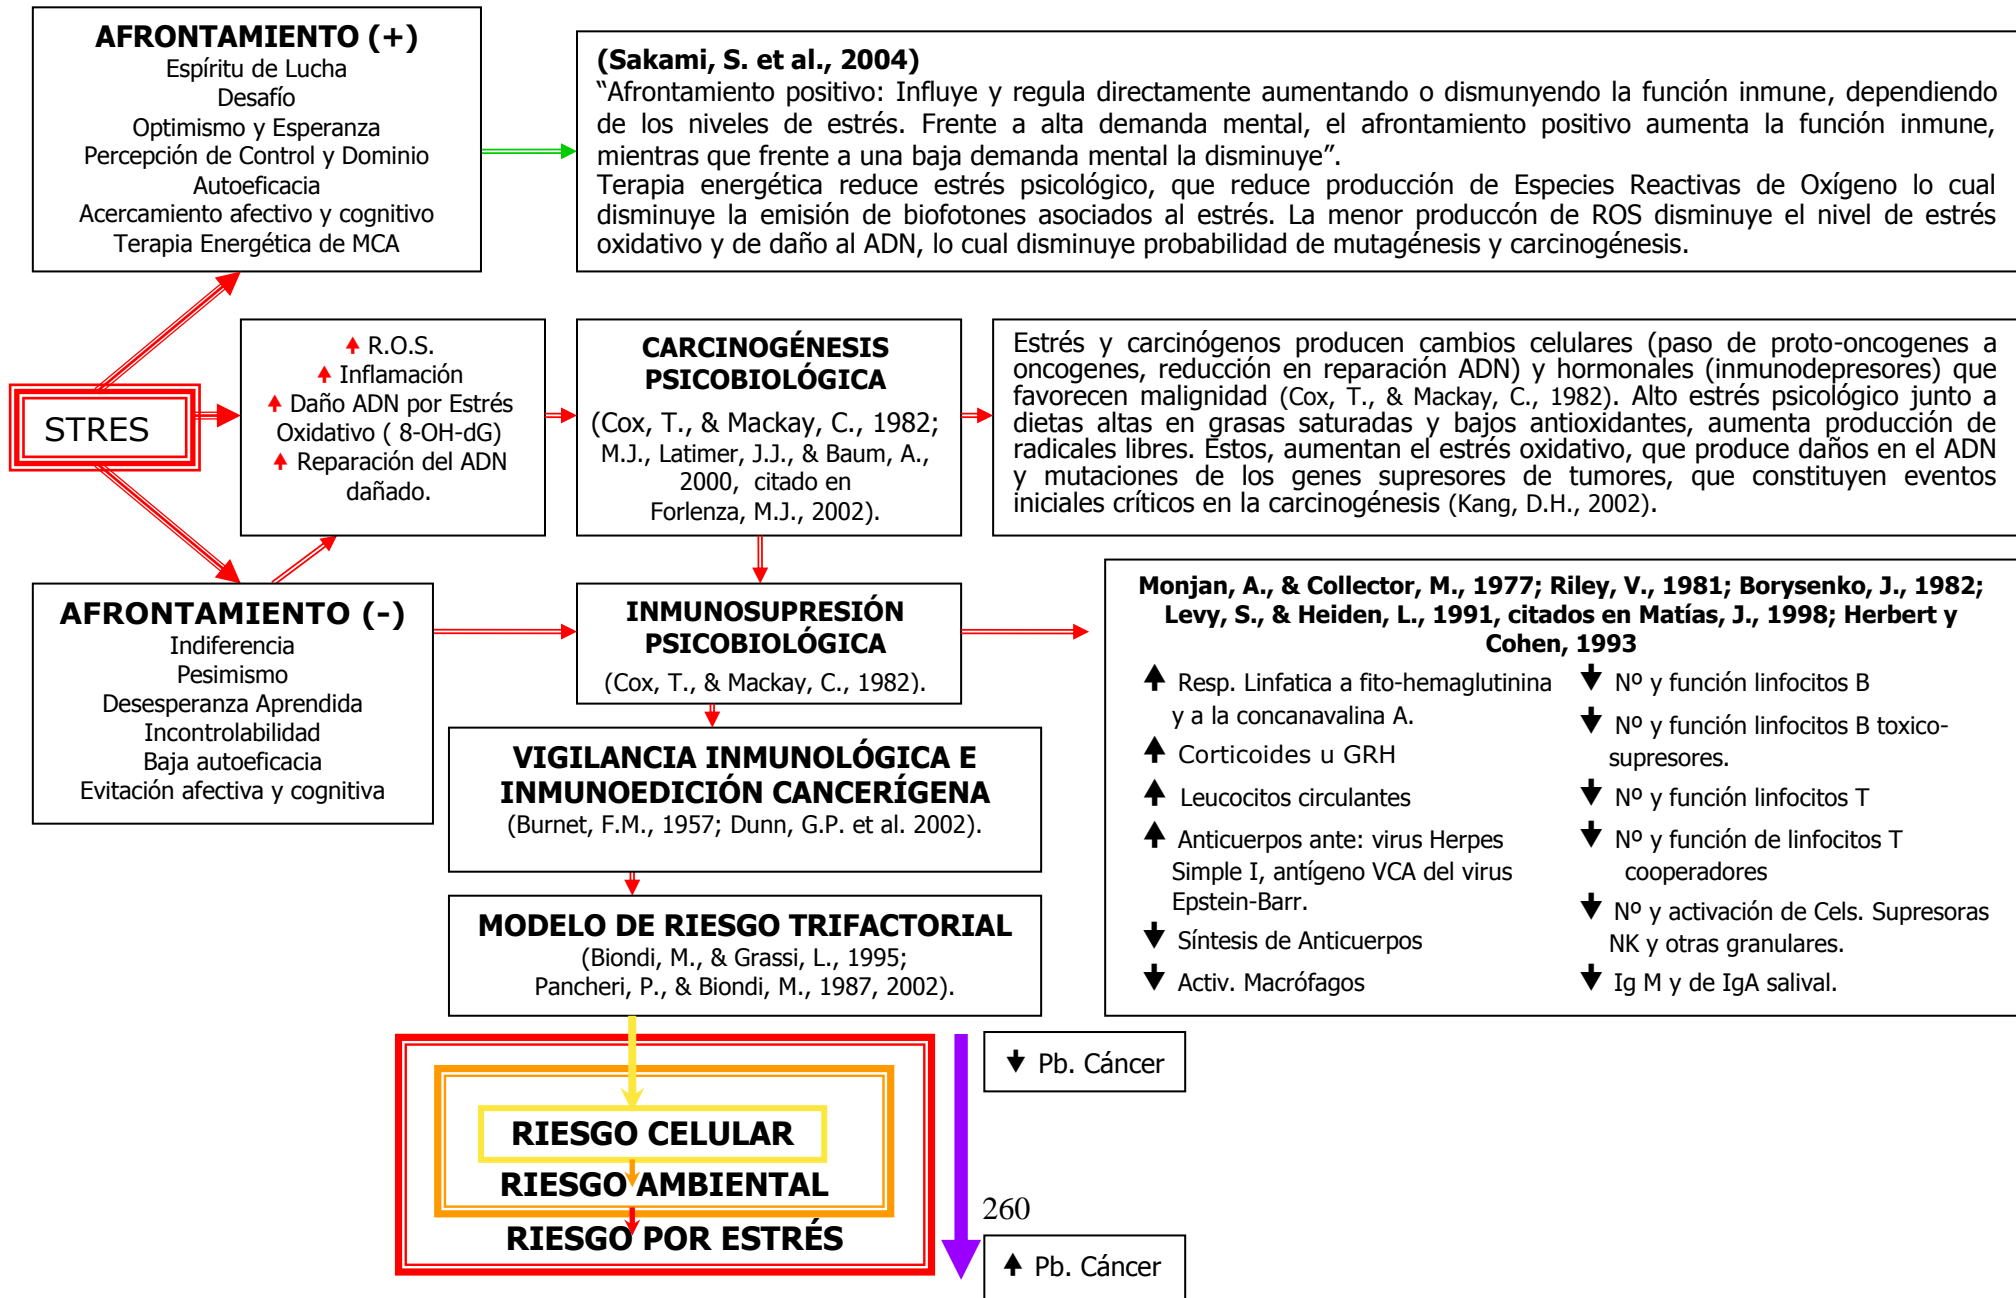 AFRONTAMIENTO (+)
Espíritu de Lucha
Desafío
Optimismo y Esperanza
Percepción de Control y Dominio
Autoeficacia
Acercamiento afectivo y cognitivo
Terapia Energética de MCA
(Sakami, S. et al., 2004)
“Afrontamiento positivo: Influye y regula directamente aumentando o dismunyendo la función inmune, dependiendo
de los niveles de estrés. Frente a alta demanda mental, el afrontamiento positivo aumenta la función inmune,
mientras que frente a una baja demanda mental la disminuye”.
Terapia energética reduce estrés psicológico, que reduce producción de Especies Reactivas de Oxígeno lo cual
disminuye la emisión de biofotones asociados al estrés. La menor produccón de ROS disminuye el nivel de estrés
oxidativo y de daño al ADN, lo cual disminuye probabilidad de mutagénesis y carcinogénesis.
STRES
R.O.S.
Inflamación
Daño ADN por Estrés
Oxidativo ( 8-OH-dG)
Reparación del ADN
dañado.
CARCINOGÉNESIS
PSICOBIOLÓGICA
(Cox, T., & Mackay, C., 1982;
M.J., Latimer, J.J., & Baum, A.,
2000, citado en
Forlenza, M.J., 2002).
Estrés y carcinógenos producen cambios celulares (paso de proto-oncogenes a
oncogenes, reducción en reparación ADN) y hormonales (inmunodepresores) que
favorecen malignidad (Cox, T., & Mackay, C., 1982). Alto estrés psicológico junto a
dietas altas en grasas saturadas y bajos antioxidantes, aumenta producción de
radicales libres. Estos, aumentan el estrés oxidativo, que produce daños en el ADN
y mutaciones de los genes supresores de tumores, que constituyen eventos
iniciales críticos en la carcinogénesis (Kang, D.H., 2002).
AFRONTAMIENTO (-)
Indiferencia
Pesimismo
Desesperanza Aprendida
Incontrolabilidad
Baja autoeficacia
Evitación afectiva y cognitiva
INMUNOSUPRESIÓN
PSICOBIOLÓGICA
(Cox, T., & Mackay, C., 1982).
Monjan, A., & Collector, M., 1977; Riley, V., 1981; Borysenko, J., 1982;
Levy, S., & Heiden, L., 1991, citados en Matías, J., 1998; Herbert y
Cohen, 1993
Resp. Linfatica a fito-hemaglutinina
y a la concanavalina A.
Corticoides u GRH
Leucocitos circulantes
Anticuerpos ante: virus Herpes
Simple I, antígeno VCA del virus
Epstein-Barr.
Síntesis de Anticuerpos
Activ. Macrófagos
Nº y función linfocitos B
Nº y función linfocitos B toxico-
supresores.
Nº y función linfocitos T
Nº y función de linfocitos T
cooperadores
Nº y activación de Cels. Supresoras
NK y otras granulares.
Ig M y de IgA salival.
VIGILANCIA INMUNOLÓGICA E
INMUNOEDICIÓN CANCERÍGENA
(Burnet, F.M., 1957; Dunn, G.P. et al. 2002).
MODELO DE RIESGO TRIFACTORIAL
(Biondi, M., & Grassi, L., 1995;
Pancheri, P., & Biondi, M., 1987, 2002).
Pb. Cáncer
RIESGO CELULAR
RIESGO AMBIENTAL
RIESGO POR ESTRÉS
260
Pb. Cáncer